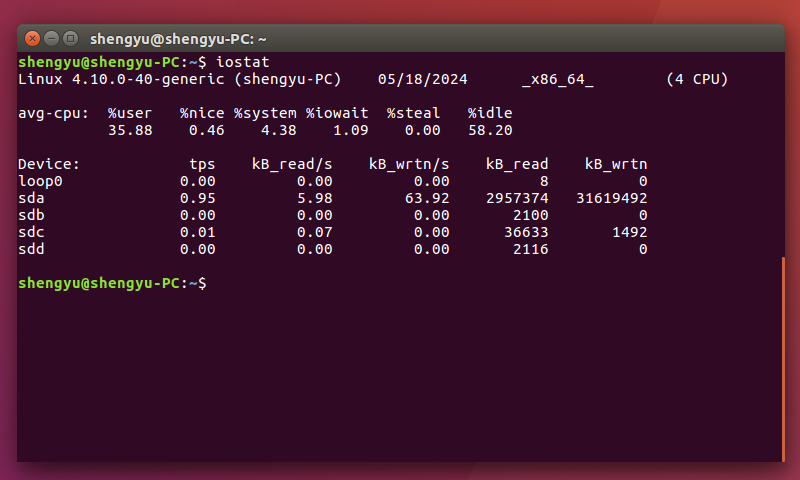 shengyu@shengyu-PC: ~
shengyu@shengyu-PC:~$ iostat
Linux 4.10.0-40-generic (shengyu-PC)    05/18/2024      _x86_64_        (4 CPU)
avg-cpu:  %user   %nice %system %iowait  %steal   %idle
          35.88    0.46    4.38    1.09    0.00   58.20
Device:            tps    kB_read/s    kB_wrtn/s    kB_read    kB_wrtn
loop0             0.00         0.00         0.00          8          0
sda               0.95         5.98        63.92    2957374   31619492
sdb               0.00         0.00         0.00       2100          0
sdc               0.01         0.07         0.00      36633       1492
sdd               0.00         0.00         0.00       2116          0
shengyu@shengyu-PC:~$